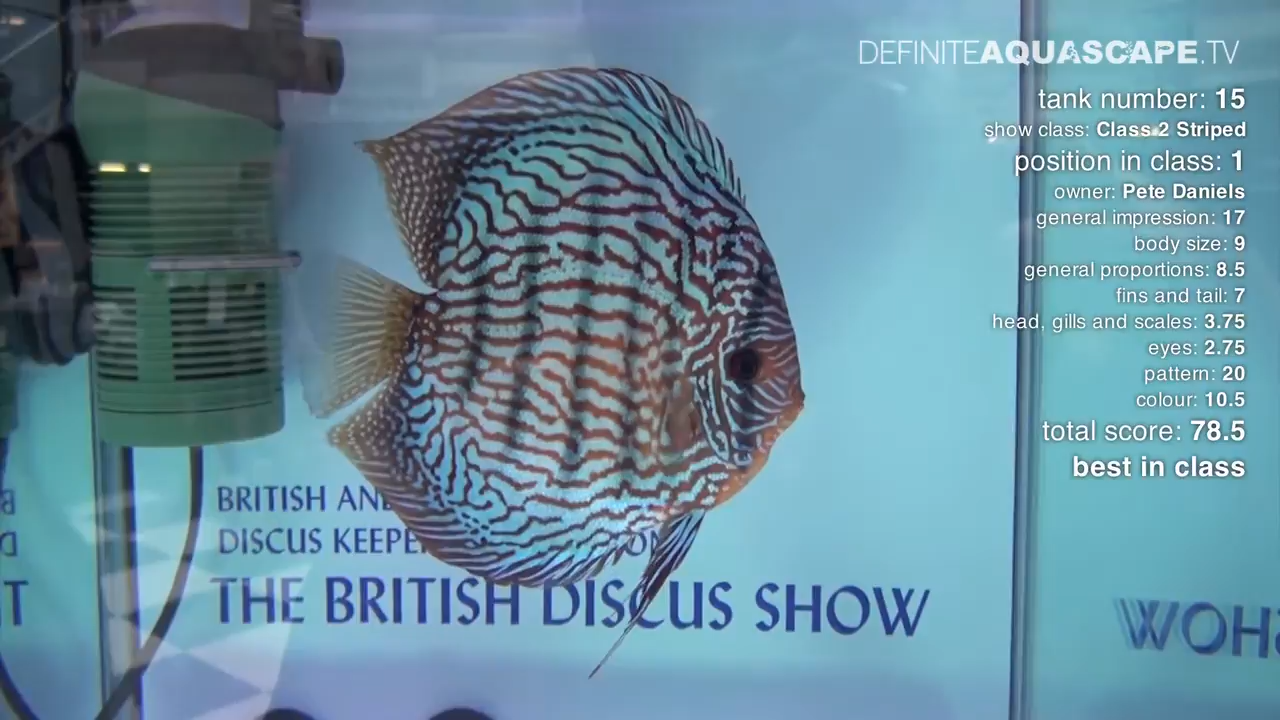 DEFINITEAQUASCAPE.TV
tank number: 15
show class: Class 2 Striped
position in class: 1
owner: Pete Daniels
general impression: 17
body size: 9
general proportions: 8.5
fins and tail: 7
head, gills and scales: 3.75
eyes: 2.75
pattern: 20
colour: 10.5
total score: 78.5
best in class
BRITISH AND
DISCUS KEEPE
THE BRITISH DISCUS SHOW